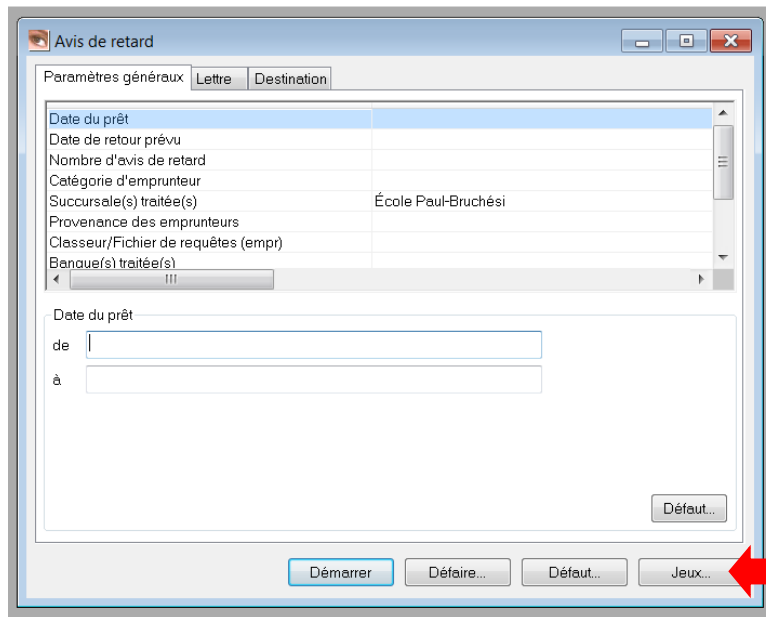 Avis de retard
Paramètres généraux Lettre Destination
Date du prêt
Date de retour prévu
Nombre d'avis de retard
Catégorie d'emprunteur
Succursale(s) traitée(s) École Paul-Bruchési
Provenance des emprunteurs
Classeur/Fichier de requêtes (empr)
Banque(s) traitée(s)
Date du prêt
de
à
Défaut...
Démarrer Défaire... Défaut... Jeux...